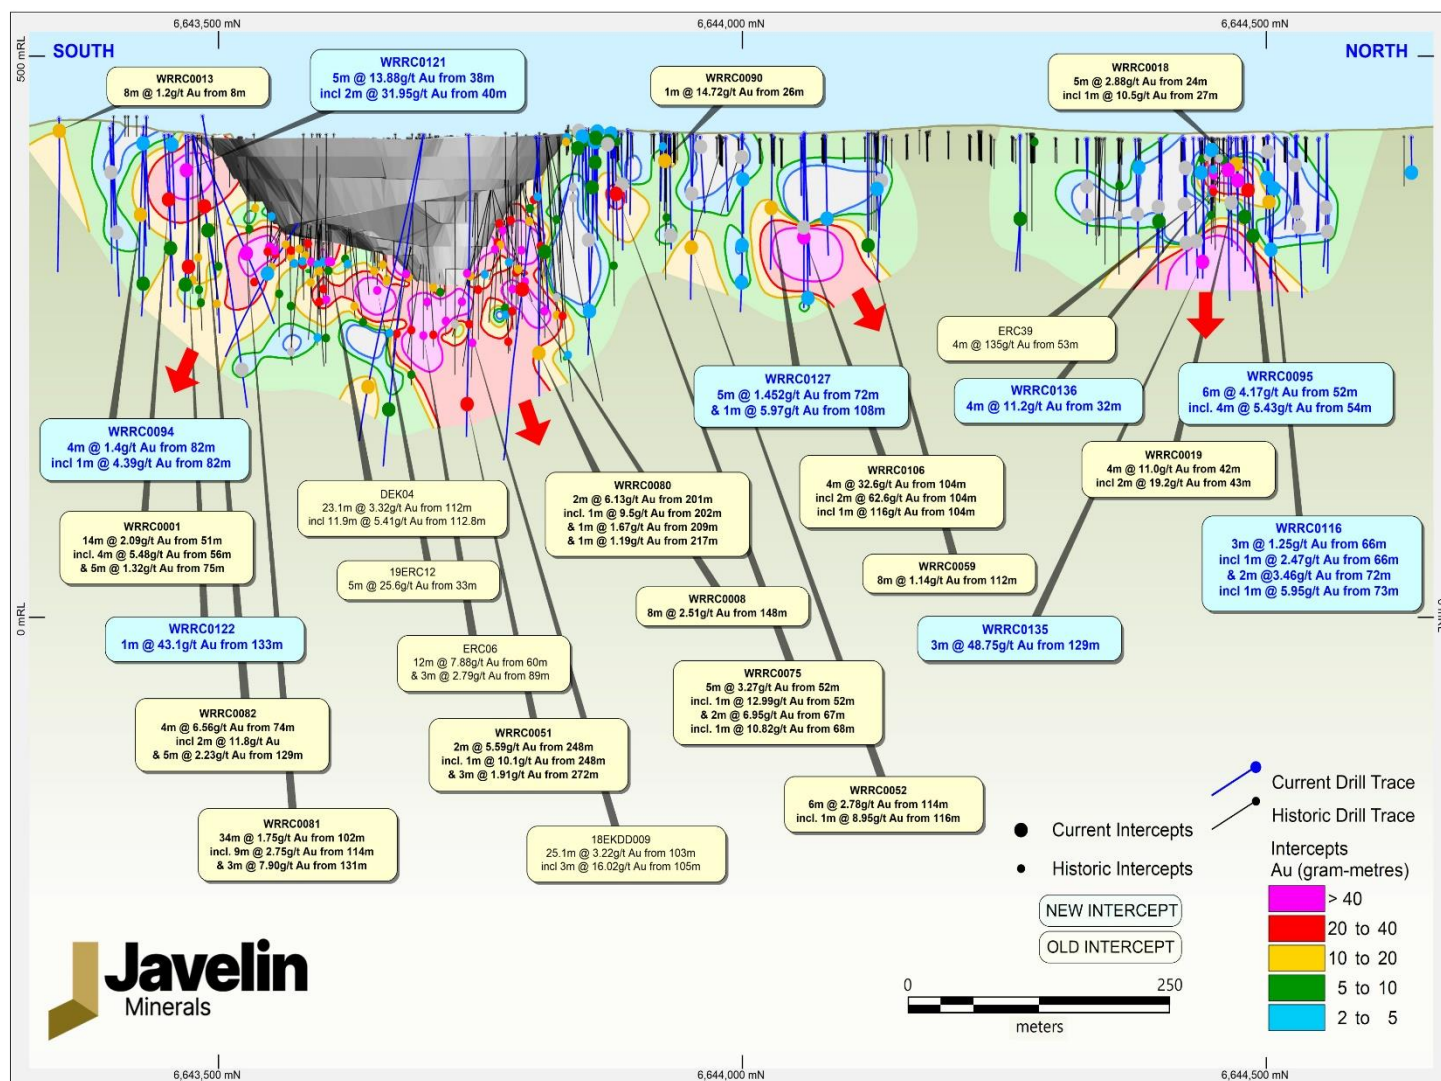 6,643,500 mN
6,644,000 mN
6,644,500 mN
500 mRL
SOUTH
NORTH
WRRC0013
8m @ 1.2g/t Au from 8m
WRRC0121
5m @ 13.88g/t Au from 38m
incl 2m @ 31.95g/t Au from 40m
WRRC0090
1m @ 14.72g/t Au from 26m
WRRC0018
5m @ 2.88g/t Au from 24m
incl 1m @ 10.5g/t Au from 27m
ERC39
4m @ 135g/t Au from 53m
WRRC0136
4m @ 11.2g/t Au from 32m
WRRC0095
6m @ 4.17g/t Au from 52m
incl. 4m @ 5.43g/t Au from 54m
WRRC0127
5m @ 1.452g/t Au from 72m
& 1m @ 5.97g/t Au from 108m
WRRC0094
4m @ 1.4g/t Au from 82m
incl 1m @ 4.39g/t Au from 82m
WRRC0019
4m @ 11.0g/t Au from 42m
incl 2m @ 19.2g/t Au from 43m
WRRC0106
4m @ 32.6g/t Au from 104m
incl 2m @ 62.6g/t Au from 104m
incl 1m @ 116g/t Au from 104m
WRRC0080
2m @ 6.13g/t Au from 201m
incl. 1m @ 9.5g/t Au from 202m
& 1m @ 1.67g/t Au from 209m
& 1m @ 1.19g/t Au from 217m
DEK04
23.1m @ 3.32g/t Au from 112m
incl 11.9m @ 5.41g/t Au from 112.8m
WRRC0001
14m @ 2.09g/t Au from 51m
incl. 4m @ 5.48g/t Au from 56m
& 5m @ 1.32g/t Au from 75m
WRRC0116
3m @ 1.25g/t Au from 66m
incl 1m @ 2.47g/t Au from 66m
& 2m @3.46g/t Au from 72m
incl 1m @ 5.95g/t Au from 73m
WRRC0059
8m @ 1.14g/t Au from 112m
19ERC12
5m @ 25.6g/t Au from 33m
WRRC0008
8m @ 2.51g/t Au from 148m
0 mRL
WRRC0122
1m @ 43.1g/t Au from 133m
WRRC0135
3m @ 48.75g/t Au from 129m
ERC06
12m @ 7.88g/t Au from 60m
& 3m @ 2.79g/t Au from 89m
WRRC0075
5m @ 3.27g/t Au from 52m
incl. 1m @ 12.99g/t Au from 52m
& 2m @ 6.95g/t Au from 67m
incl. 1m @ 10.82g/t Au from 68m
WRRC0082
4m @ 6.56g/t Au from 74m
incl 2m @ 11.8g/t Au
& 5m @ 2.23g/t Au from 129m
WRRC0051
2m @ 5.59g/t Au from 248m
incl. 1m @ 10.1g/t Au from 248m
& 3m @ 1.91g/t Au from 272m
WRRC0052
6m @ 2.78g/t Au from 114m
incl. 1m @ 8.95g/t Au from 116m
WRRC0081
34m @ 1.75g/t Au from 102m
incl. 9m @ 2.75g/t Au from 114m
& 3m @ 7.90g/t Au from 131m
18EKDD009
25.1m @ 3.22g/t Au from 103m
incl 3m @ 16.02g/t Au from 105m
Current Drill Trace
Historic Drill Trace
Current Intercepts
Historic Intercepts
NEW INTERCEPT
OLD INTERCEPT
Intercepts
Au (gram-metres)
> 40
20 to 40
10 to 20
5 to 10
2 to 5
0 250
meters
Javelin
Minerals
6,643,500 mN
6,644,000 mN
6,644,500 mN